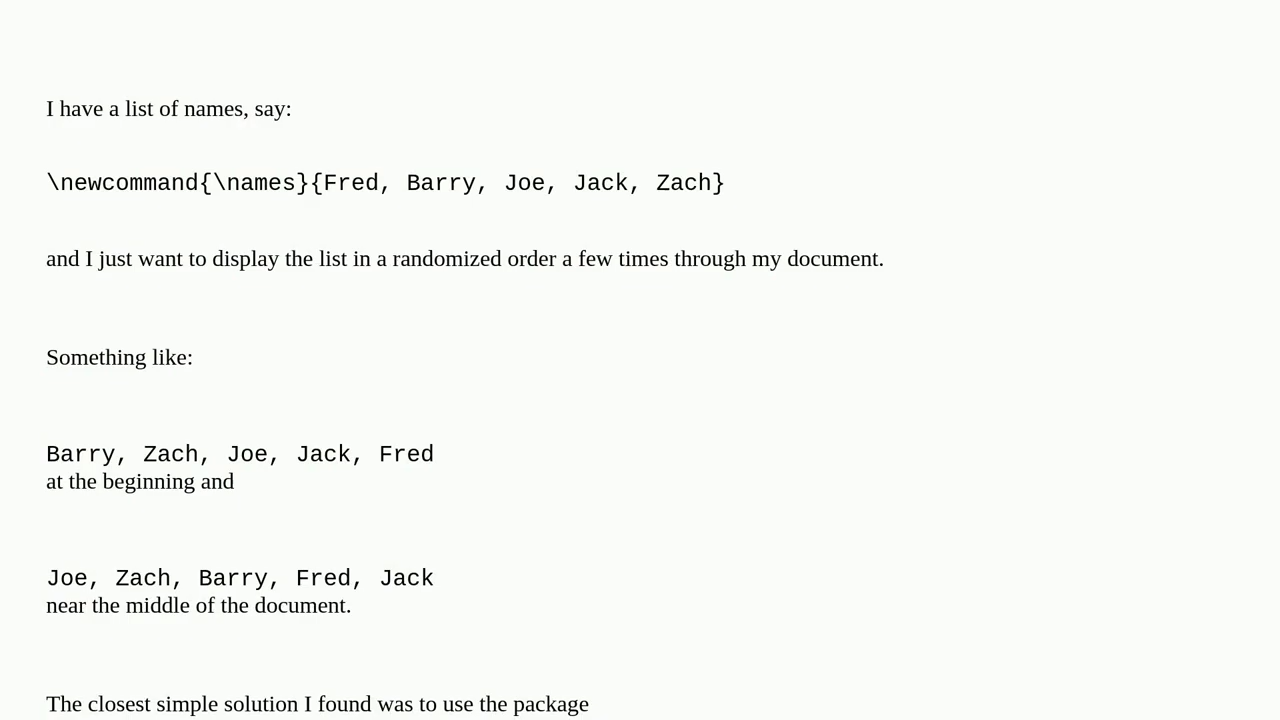 I have a list of names, say:
\newcommand{\names}{Fred, Barry, Joe, Jack, Zach}
and I just want to display the list in a randomized order a few times through my document.
Something like:
Barry, Zach, Joe, Jack, Fred
at the beginning and
Joe, Zach, Barry, Fred, Jack
near the middle of the document.
The closest simple solution I found was to use the package